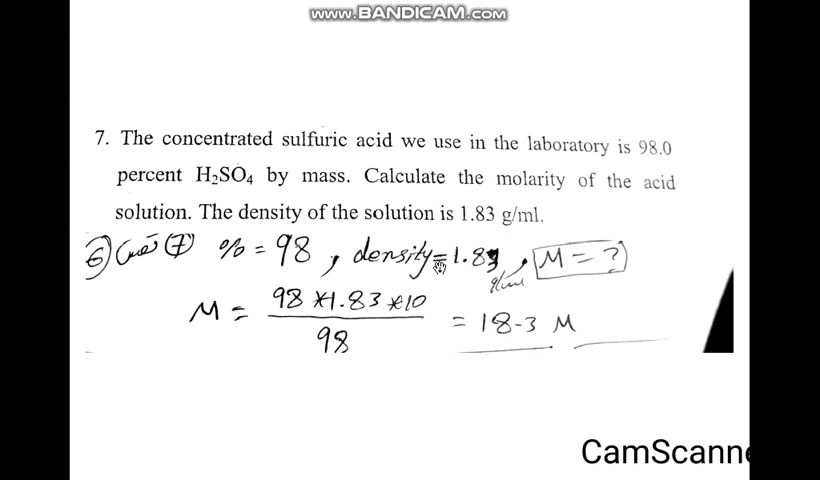 www.BANDICAM.com
7. The concentrated sulfuric acid we use in the laboratory is 98.0
percent H₂SO₄ by mass. Calculate the molarity of the acid
solution. The density of the solution is 1.83 g/ml.
7 % = 98 , density = 1.83 g/ml , M = ?
M = 98 * 1.83 * 10 / 98 = 18.3 M
CamScanne